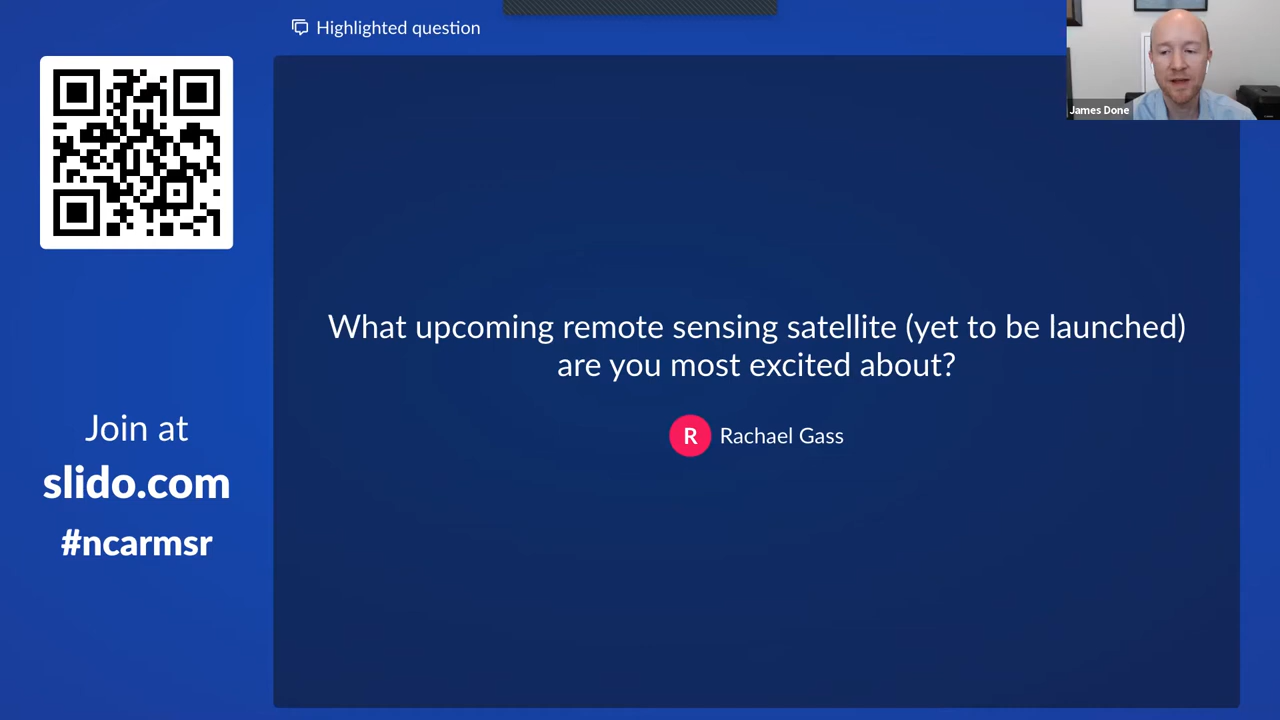 Highlighted question
James Done
What upcoming remote sensing satellite (yet to be launched)
are you most excited about?
R Rachael Gass
Join at
slido.com
#ncarmsr